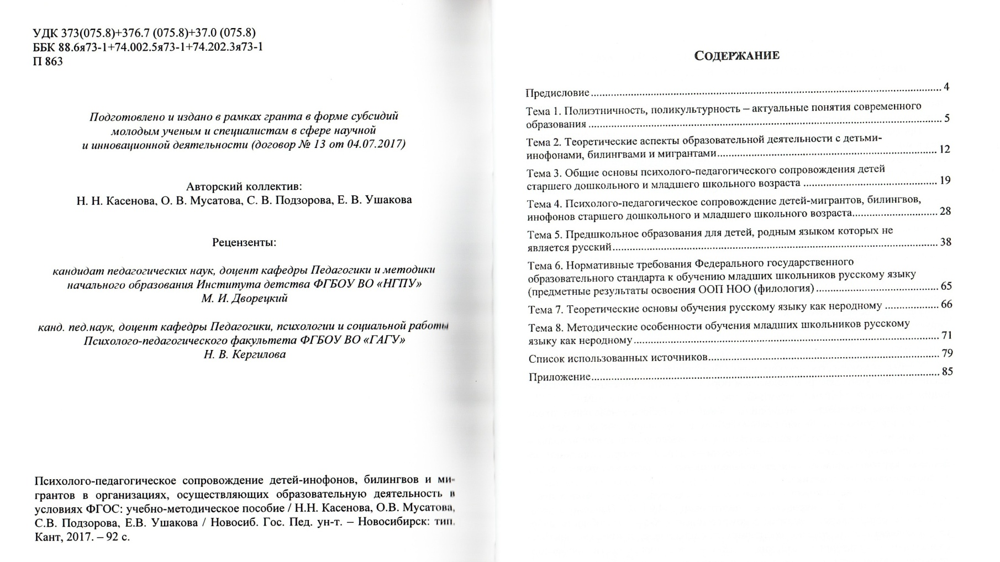 УДК 373(075.8)+376.7 (075.8)+37.0 (075.8)
ББК 88.6я73-1+74.002.5я73-1+74.202.3я73-1
П 863
Подготовлено и издано в рамках гранта в форме субсидий
молодым ученым и специалистам в сфере научной
и инновационной деятельности (договор № 13 от 04.07.2017)
Авторский коллектив:
Н. Н. Касенова, О. В. Мусатова, С. В. Подзорова, Е. В. Ушакова
Рецензенты:
кандидат педагогических наук, доцент кафедры Педагогики и методики
начального образования Института детства ФГБОУ ВО «НГПУ»
М. И. Дворецкий
канд. пед.наук, доцент кафедры Педагогики, психологии и социальной работы
Психолого-педагогического факультета ФГБОУ ВО «ГАГУ»
Н. В. Кергилова
Психолого-педагогическое сопровождение детей-инофонов, билингвов и ми-
грантов в организациях, осуществляющих образовательную деятельность в
условиях ФГОС: учебно-методическое пособие / Н.Н. Касенова, О.В. Мусатова,
С.В. Подзорова, Е.В. Ушакова / Новосиб. Гос. Пед. ун-т. – Новосибирск: тип.
Кант, 2017. – 92 с.
СОДЕРЖАНИЕ
Предисловие ........ 4
Тема 1. Полиэтничность, поликультурность – актуальные понятия современного
образования ........ 5
Тема 2. Теоретические аспекты образовательной деятельности с детьми-
инофонами, билингвами и мигрантами ........ 12
Тема 3. Общие основы психолого-педагогического сопровождения детей
старшего дошкольного и младшего школьного возраста ........ 19
Тема 4. Психолого-педагогическое сопровождение детей-мигрантов, билингвов,
инофонов старшего дошкольного и младшего школьного возраста ........ 28
Тема 5. Предшкольное образования для детей, родным языком которых не
является русский ........ 38
Тема 6. Нормативные требования Федерального государственного
образовательного стандарта к обучению младших школьников русскому языку
(предметные результаты освоения ООП НОО (филология) ........ 65
Тема 7. Теоретические основы обучения русскому языку как неродному ........ 66
Тема 8. Методические особенности обучения младших школьников русскому
языку как неродному ........ 71
Список использованных источников ........ 79
Приложение ........ 85